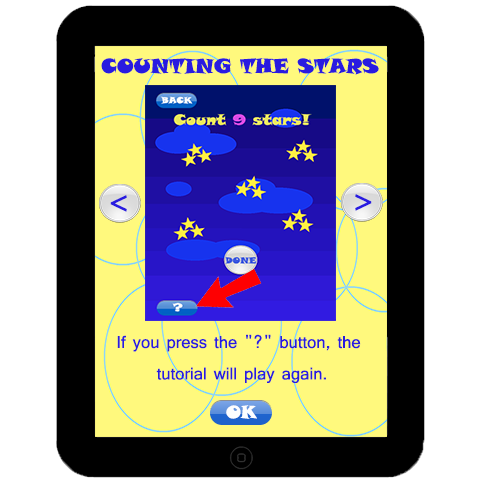 COUNTING THE STARS
BACK
Count 9 stars!
< >
DONE
?
If you press the "?" button, the
tutorial will play again.
OK